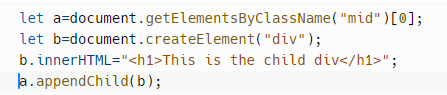 let a=document.getElementsByClassName("mid")[0];
let b=document.createElement("div");
b.innerHTML="<h1>This is the child div</h1>";
a.appendChild(b);